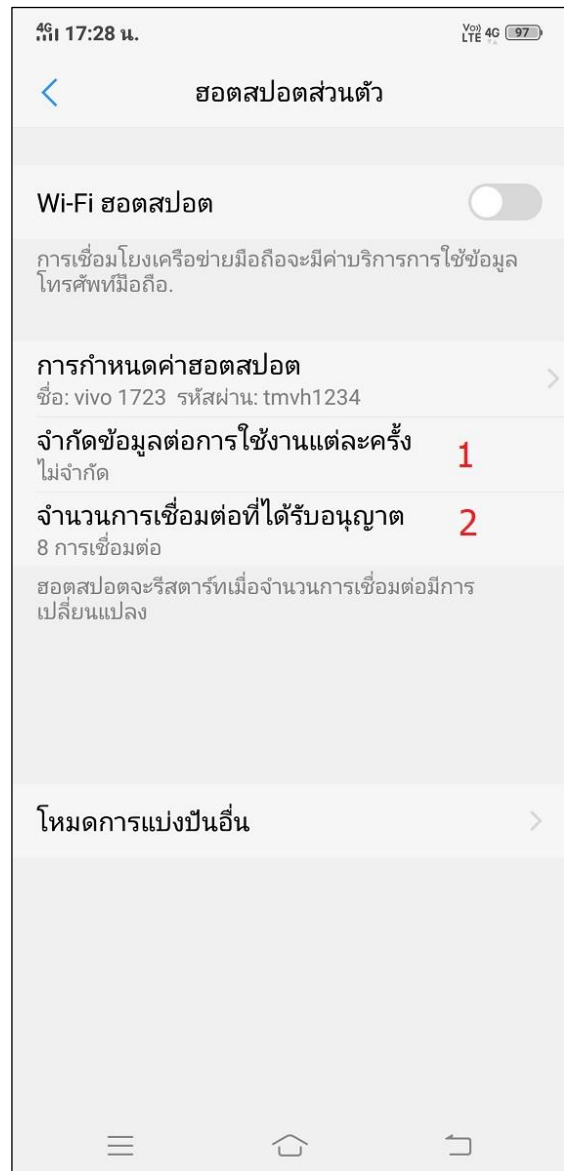 4G 17:28 น. Vo)) LTE 4G 97
ฮอตสปอตส่วนตัว
Wi-Fi ฮอตสปอต
การเชื่อมโยงเครือข่ายมือถือจะมีค่าบริการการใช้ข้อมูล
โทรศัพท์มือถือ.
การกำหนดค่าฮอตสปอต
ชื่อ: vivo 1723 รหัสผ่าน: tmvh1234
จำกัดข้อมูลต่อการใช้งานแต่ละครั้ง 1
ไม่จำกัด
จำนวนการเชื่อมต่อที่ได้รับอนุญาต 2
8 การเชื่อมต่อ
ฮอตสปอตจะรีสตาร์ทเมื่อจำนวนการเชื่อมต่อมีการ
เปลี่ยนแปลง
โหมดการแบ่งปันอื่น